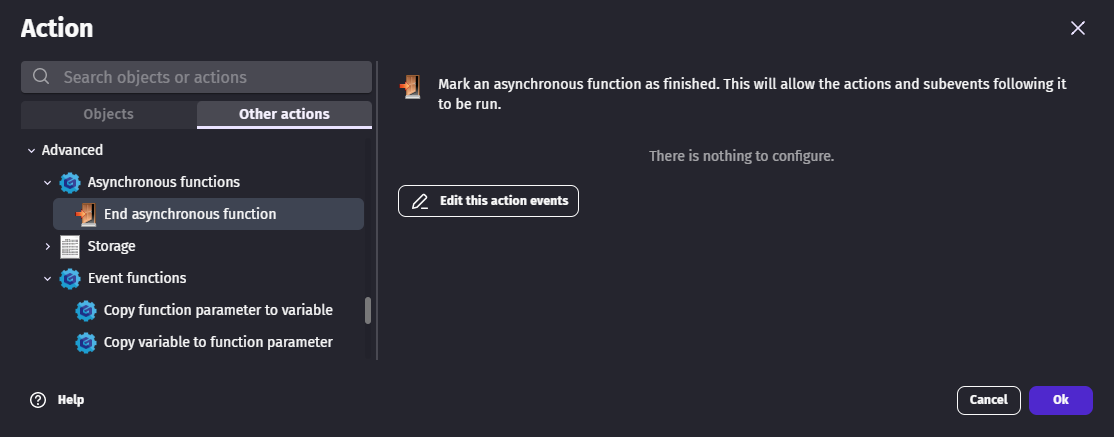 Action
Search objects or actions
Objects
Other actions
Advanced
Asynchronous functions
End asynchronous function
Storage
Event functions
Copy function parameter to variable
Copy variable to function parameter
Mark an asynchronous function as finished. This will allow the actions and subevents following it
to be run.
There is nothing to configure.
Edit this action events
Help
Cancel
Ok